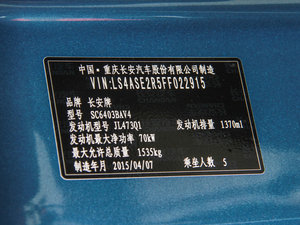 中国·重庆长安汽车股份有限公司制造
VIN:LS4ASE2R5FF022915
品牌 长安牌
型号 SC6403BAV4
发动机型号 JL473Q1 发动机排量 1370ml
发动机最大净功率 70kW
最大允许总质量 1535kg
制造年月 2015/04/07 乘坐人数 5